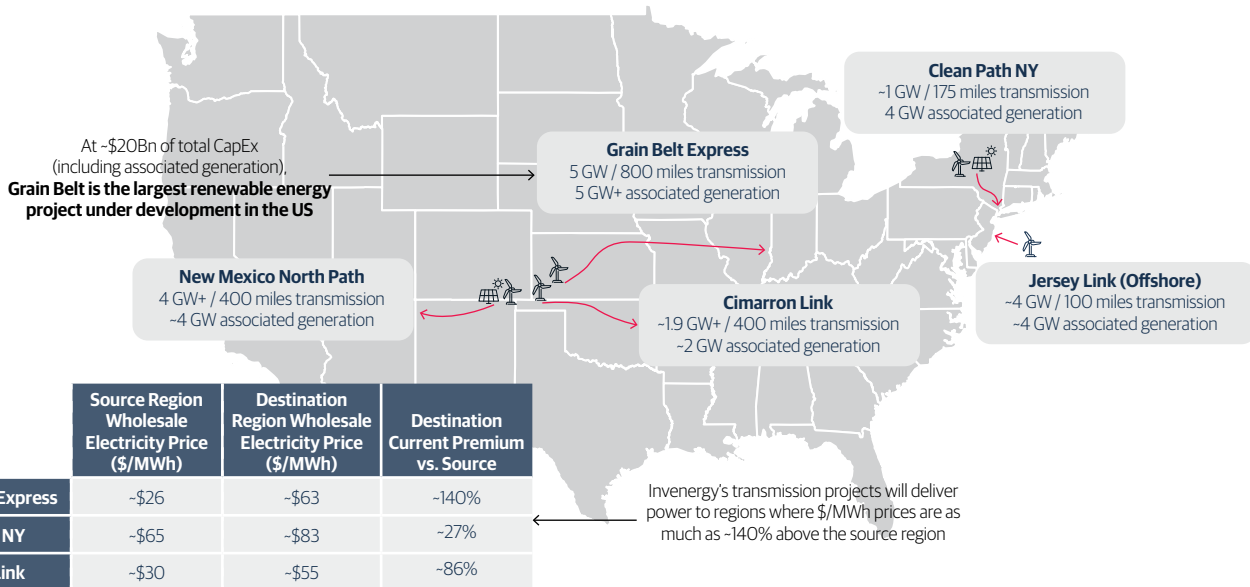 Clean Path NY
~1 GW / 175 miles transmission
4 GW associated generation
At ~$20Bn of total CapEx
(including associated generation),
Grain Belt is the largest renewable energy
project under development in the US
Grain Belt Express
5 GW / 800 miles transmission
5 GW+ associated generation
New Mexico North Path
4 GW+ / 400 miles transmission
~4 GW associated generation
Cimarron Link
~1.9 GW+ / 400 miles transmission
~2 GW associated generation
Jersey Link (Offshore)
~4 GW / 100 miles transmission
~4 GW associated generation
Source Region
Wholesale
Electricity Price
($/MWh)
Destination
Region Wholesale
Electricity Price
($/MWh)
Destination
Current Premium
vs. Source
Express ~$26 ~$63 ~140%
NY ~$65 ~$83 ~27%
Link ~$30 ~$55 ~86%
Invenergy's transmission projects will deliver
power to regions where $/MWh prices are as
much as ~140% above the source region